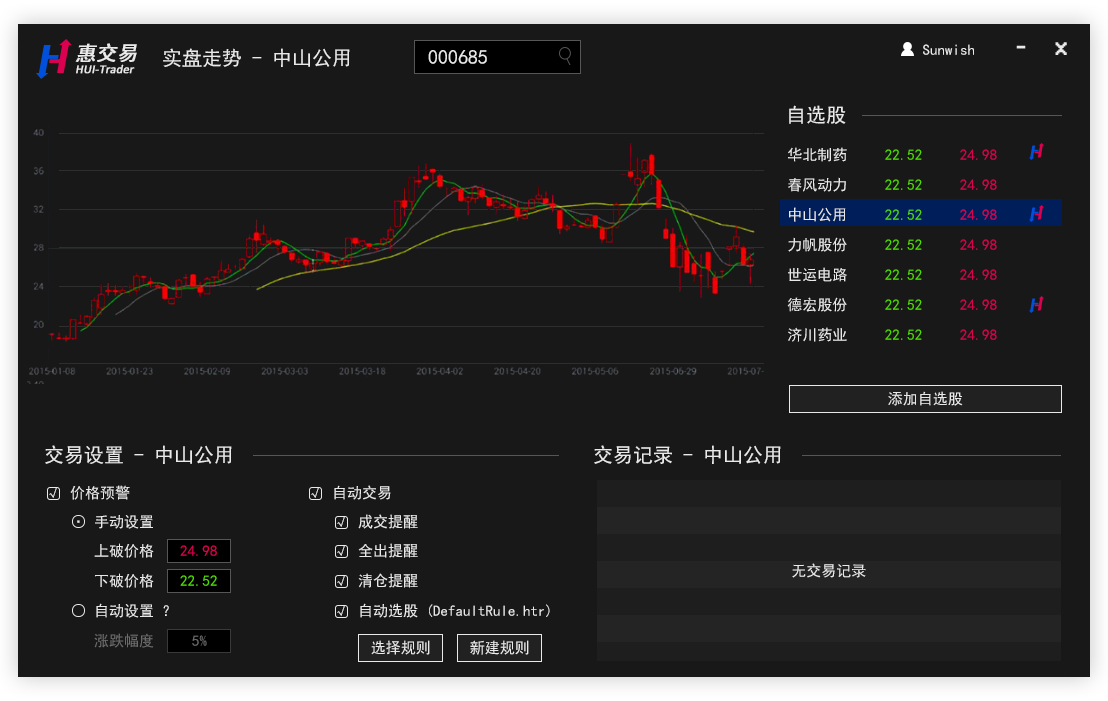 惠交易
HUI-Trader
实盘走势 - 中山公用
000685
Sunwish
40
36
32
28
24
20
2015-01-08 2015-01-23 2015-02-09 2015-03-03 2015-03-18 2015-04-02 2015-04-20 2015-05-06 2015-06-29 2015-07-
自选股
华北制药 22.52 24.98
春风动力 22.52 24.98
中山公用 22.52 24.98
力帆股份 22.52 24.98
世运电路 22.52 24.98
德宏股份 22.52 24.98
济川药业 22.52 24.98
添加自选股
交易设置 - 中山公用
价格预警
手动设置
上破价格 24.98
下破价格 22.52
自动设置 ?
涨跌幅度 5%
自动交易
成交提醒
全出提醒
清仓提醒
自动选股 (DefaultRule.htr)
选择规则 新建规则
交易记录 - 中山公用
无交易记录